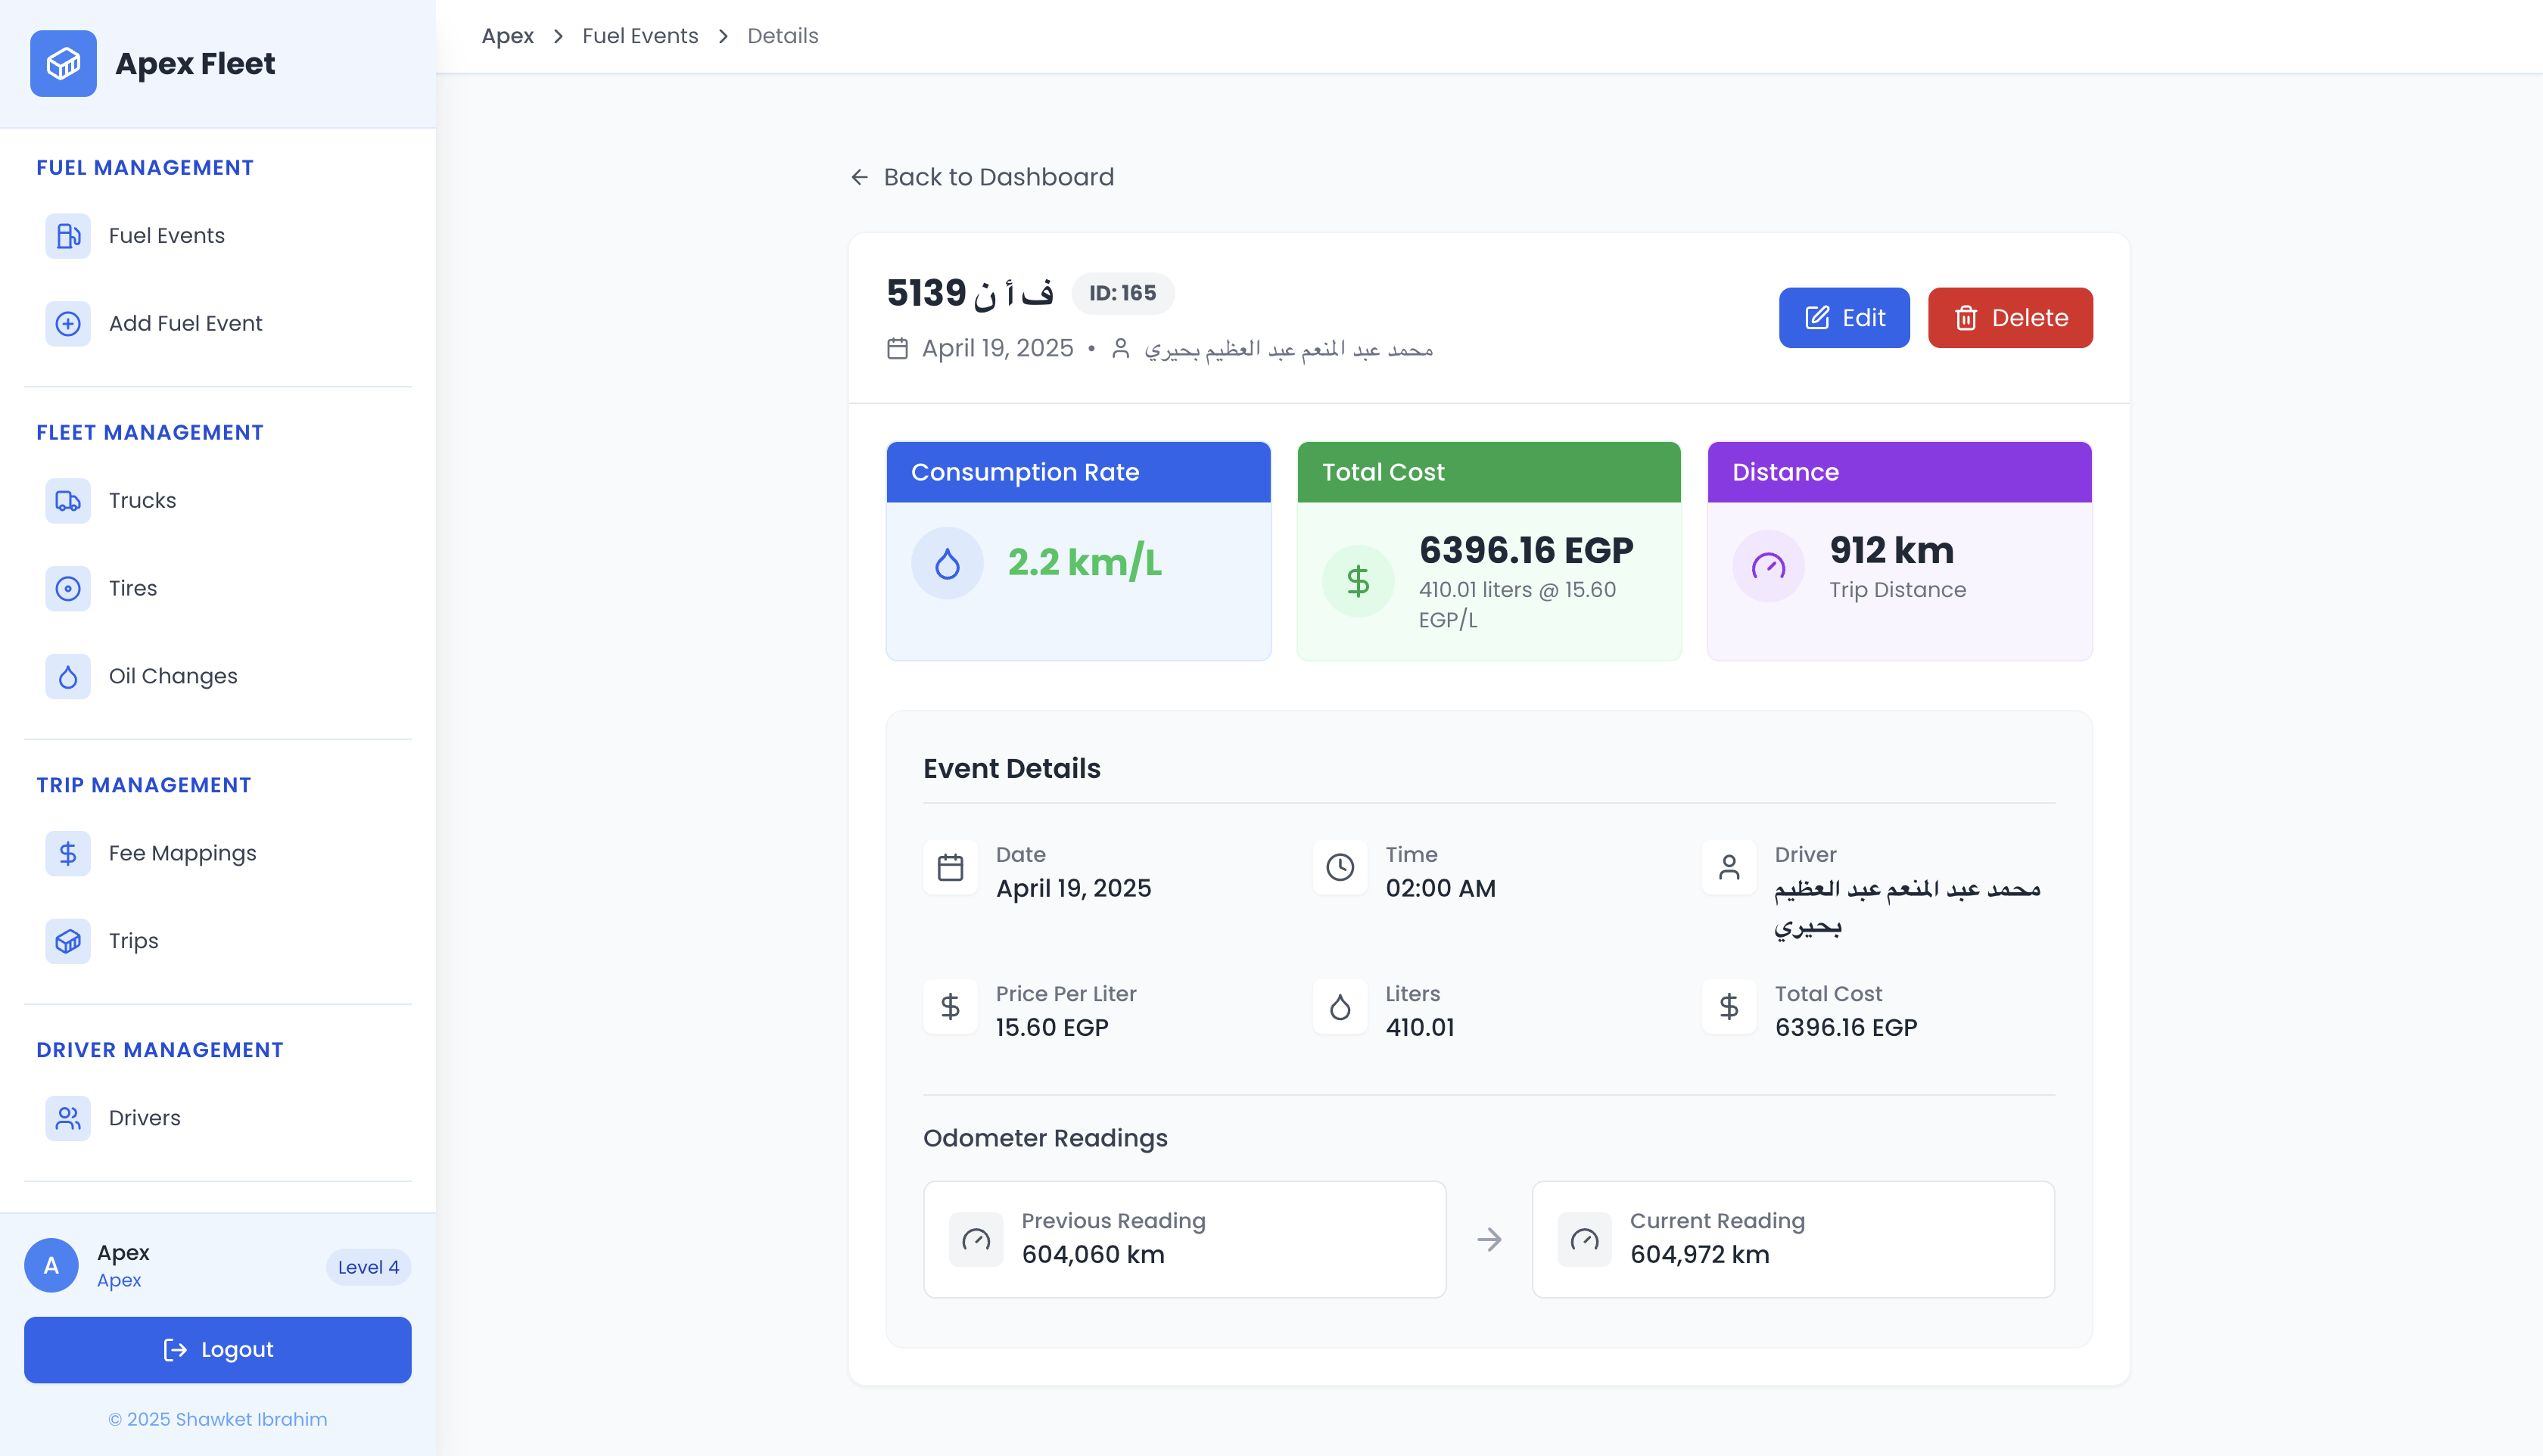 Apex Fleet
FUEL MANAGEMENT
Fuel Events
Add Fuel Event
FLEET MANAGEMENT
Trucks
Tires
Oil Changes
TRIP MANAGEMENT
Fee Mappings
Trips
DRIVER MANAGEMENT
Drivers
A
Apex
Apex
Level 4
Logout
© 2025 Shawket Ibrahim
Apex > Fuel Events > Details
Back to Dashboard
ف أ ن 5139
ID: 165
April 19, 2025 • محمد عبد المنعم عبد العظيم بحيري
Edit
Delete
Consumption Rate
2.2 km/L
Total Cost
6396.16 EGP
410.01 liters @ 15.60
EGP/L
Distance
912 km
Trip Distance
Event Details
Date
April 19, 2025
Time
02:00 AM
Driver
محمد عبد المنعم عبد العظيم
بحيري
Price Per Liter
15.60 EGP
Liters
410.01
Total Cost
6396.16 EGP
Odometer Readings
Previous Reading
604,060 km
Current Reading
604,972 km